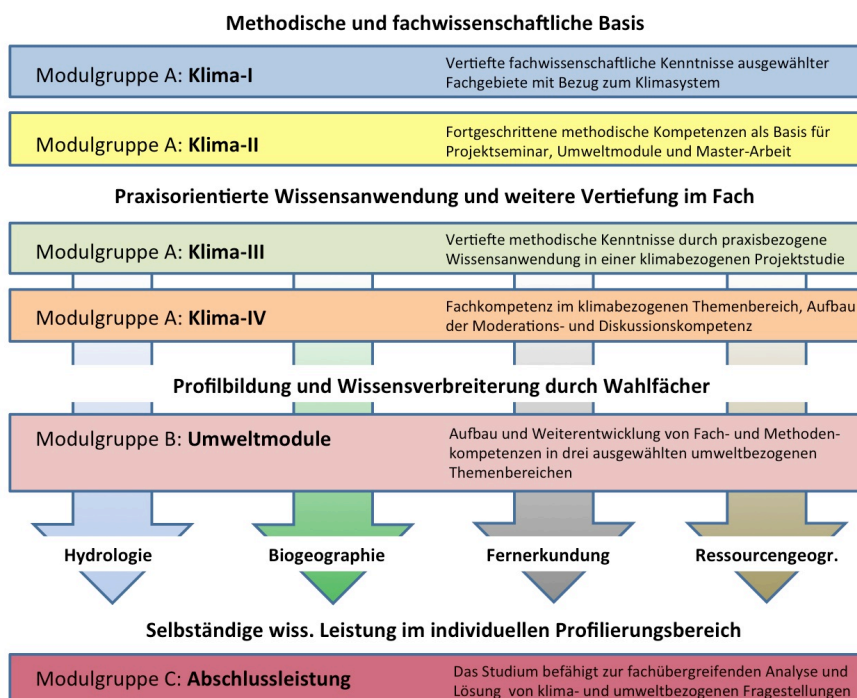 Methodische und fachwissenschaftliche Basis
Modulgruppe A: Klima-I
Vertiefte fachwissenschaftliche Kenntnisse ausgewählter
Fachgebiete mit Bezug zum Klimasystem
Modulgruppe A: Klima-II
Fortgeschrittene methodische Kompetenzen als Basis für
Projektseminar, Umweltmodule und Master-Arbeit
Praxisorientierte Wissensanwendung und weitere Vertiefung im Fach
Modulgruppe A: Klima-III
Vertiefte methodische Kenntnisse durch praxisbezogene
Wissensanwendung in einer klimabezogenen Projektstudie
Modulgruppe A: Klima-IV
Fachkompetenz im klimabezogenen Themenbereich, Aufbau
der Moderations- und Diskussionskompetenz
Profilbildung und Wissensverbreiterung durch Wahlfächer
Modulgruppe B: Umweltmodule
Aufbau und Weiterentwicklung von Fach- und Methoden-
kompetenzen in drei ausgewählten umweltbezogenen
Themenbereichen
Hydrologie
Biogeographie
Fernerkundung
Ressourcengeogr.
Selbständige wiss. Leistung im individuellen Profilierungsbereich
Modulgruppe C: Abschlussleistung
Das Studium befähigt zur fachübergreifenden Analyse und
Lösung von klima- und umweltbezogenen Fragestellungen